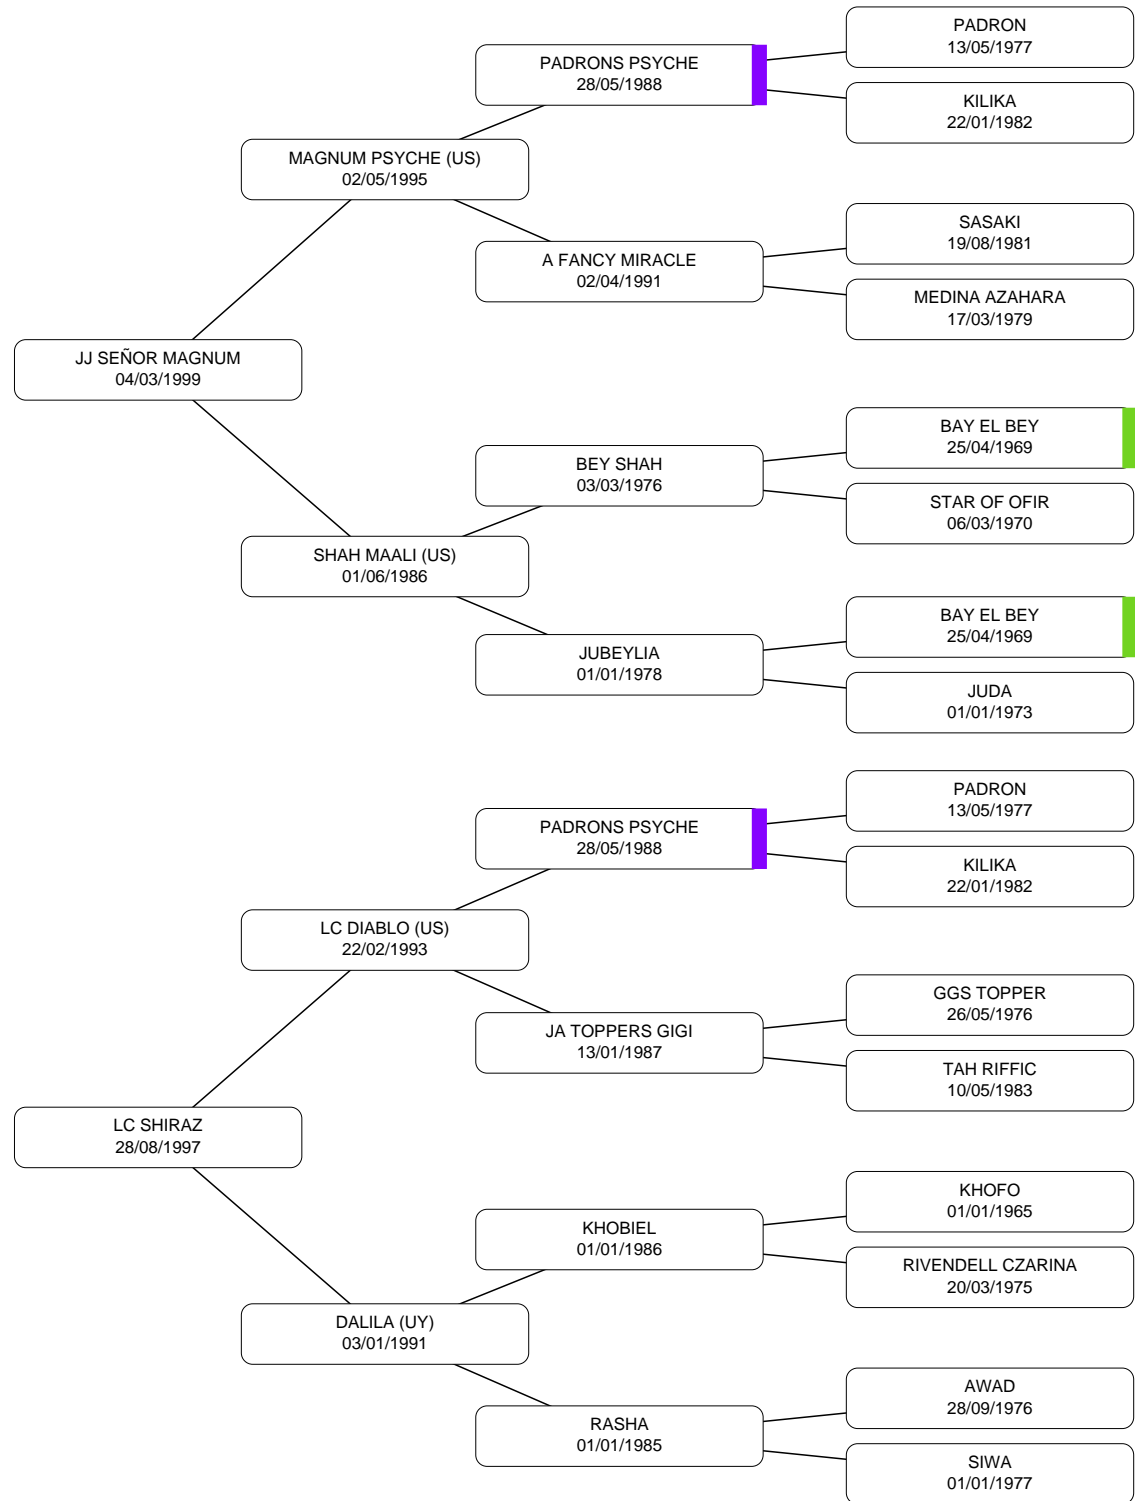 PADRON
13/05/1977
PADRONS PSYCHE
28/05/1988
KILIKA
22/01/1982
MAGNUM PSYCHE (US)
02/05/1995
SASAKI
19/08/1981
A FANCY MIRACLE
02/04/1991
MEDINA AZAHARA
17/03/1979
JJ SEÑOR MAGNUM
04/03/1999
BAY EL BEY
25/04/1969
BEY SHAH
03/03/1976
STAR OF OFIR
06/03/1970
SHAH MAALI (US)
01/06/1986
BAY EL BEY
25/04/1969
JUBEYLIA
01/01/1978
JUDA
01/01/1973
PADRON
13/05/1977
PADRONS PSYCHE
28/05/1988
KILIKA
22/01/1982
LC DIABLO (US)
22/02/1993
GGS TOPPER
26/05/1976
JA TOPPERS GIGI
13/01/1987
TAH RIFFIC
10/05/1983
LC SHIRAZ
28/08/1997
KHOFO
01/01/1965
KHOBIEL
01/01/1986
RIVENDELL CZARINA
20/03/1975
DALILA (UY)
03/01/1991
AWAD
28/09/1976
RASHA
01/01/1985
SIWA
01/01/1977